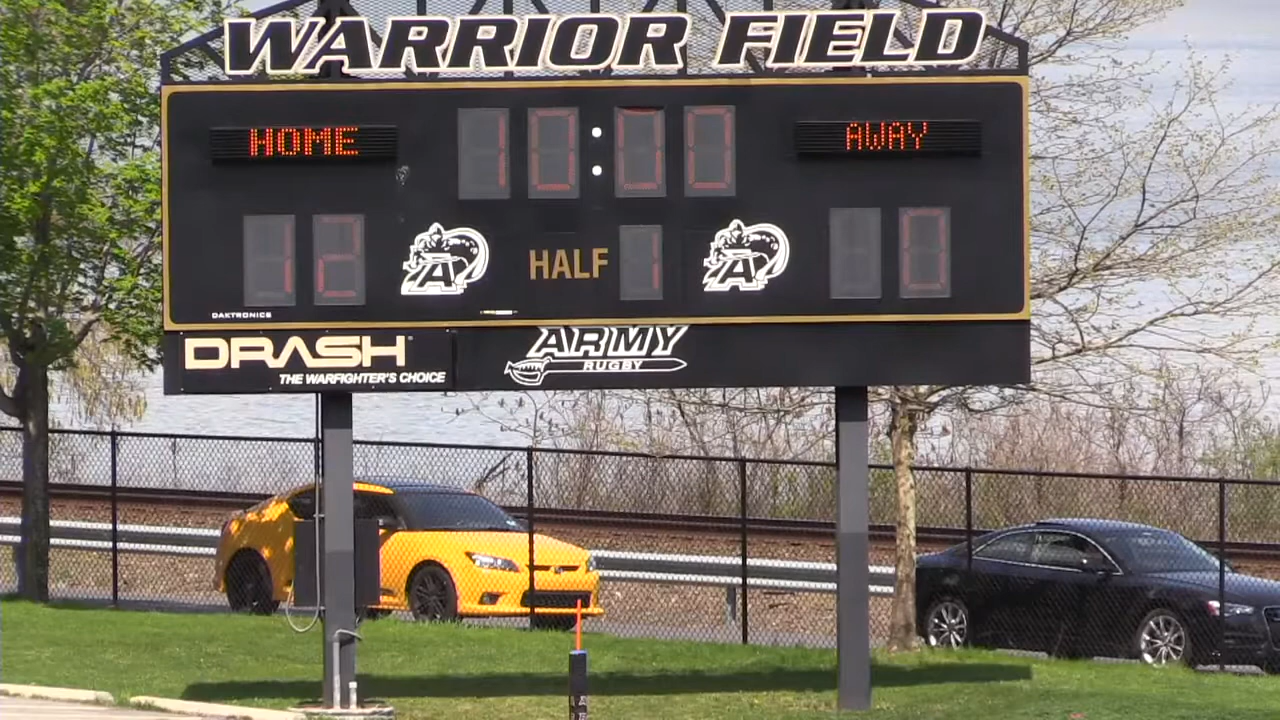 WARRIOR FIELD
HOME
10:00
AWAY
12
A
HALF 1
A
0
DAKTRONICS
DRASH
THE WARFIGHTER'S CHOICE
ARMY
RUGBY